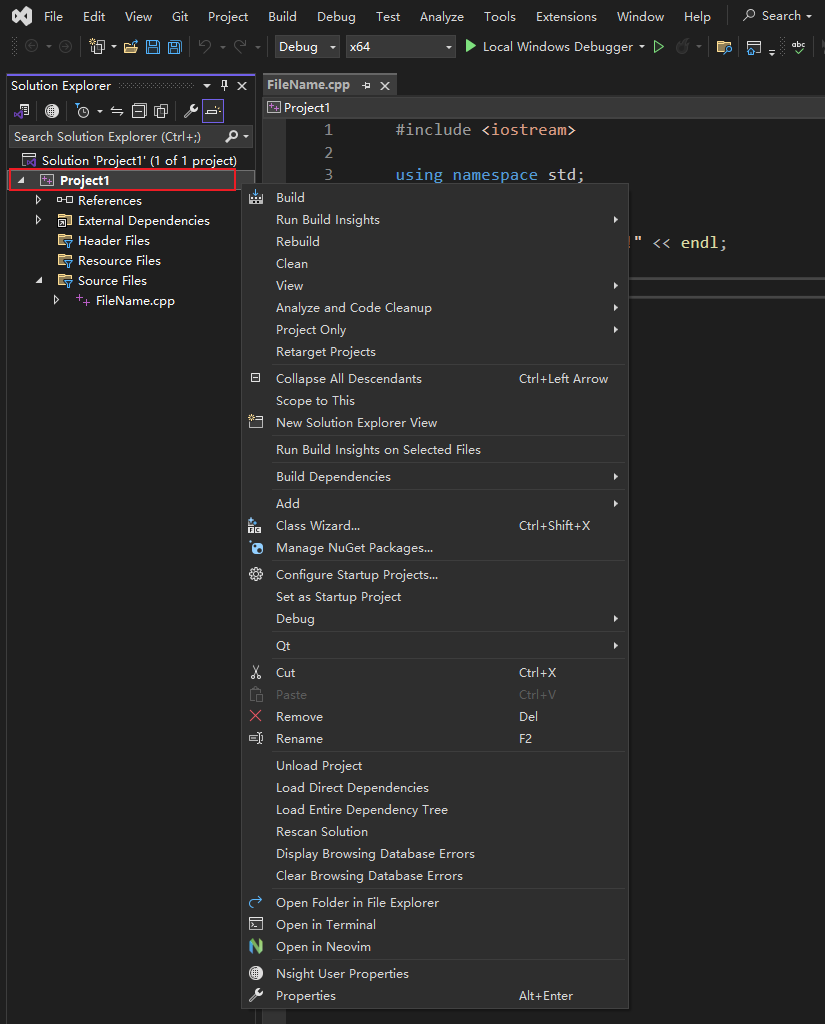 File Edit View Git Project Build Debug Test Analyze Tools Extensions Window Help Search
Debug x64 Local Windows Debugger abc
Solution Explorer
Search Solution Explorer (Ctrl+;)
Solution 'Project1' (1 of 1 project)
Project1
References
External Dependencies
Header Files
Resource Files
Source Files
FileName.cpp
FileName.cpp
Project1
1 #include <iostream>
2
3 using namespace std;
!" << endl;
Build
Run Build Insights
Rebuild
Clean
View
Analyze and Code Cleanup
Project Only
Retarget Projects
Collapse All Descendants Ctrl+Left Arrow
Scope to This
New Solution Explorer View
Run Build Insights on Selected Files
Build Dependencies
Add
Class Wizard... Ctrl+Shift+X
Manage NuGet Packages...
Configure Startup Projects...
Set as Startup Project
Debug
Qt
Cut Ctrl+X
Paste Ctrl+V
Remove Del
Rename F2
Unload Project
Load Direct Dependencies
Load Entire Dependency Tree
Rescan Solution
Display Browsing Database Errors
Clear Browsing Database Errors
Open Folder in File Explorer
Open in Terminal
Open in Neovim
Nsight User Properties
Properties Alt+Enter